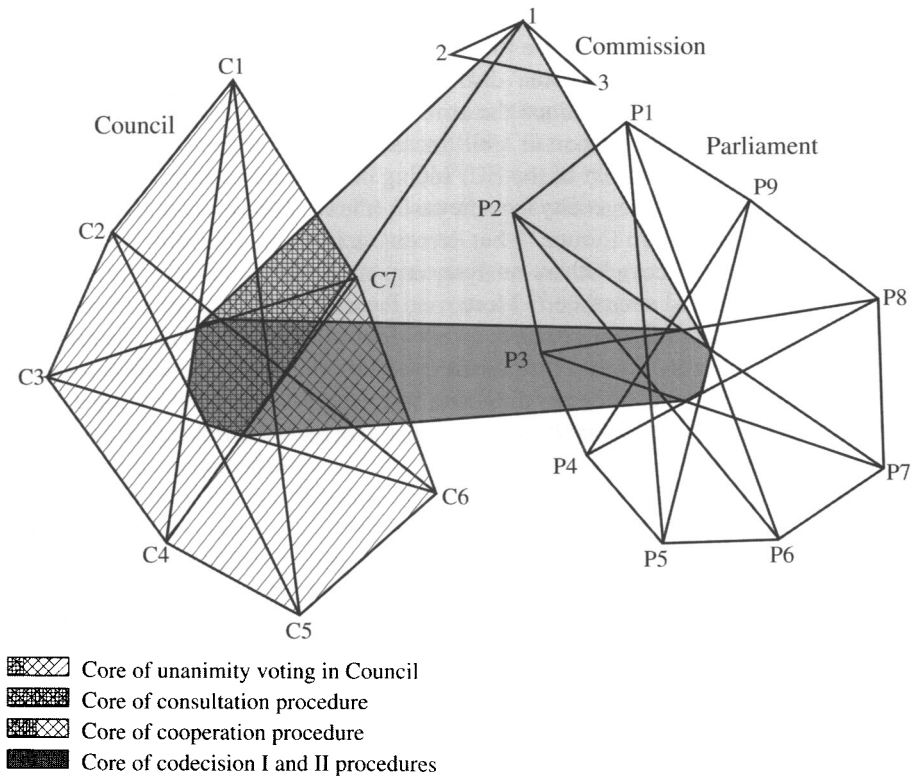 1
2
Commission
3
C1
Council
P1
Parliament
P9
P2
C2
C7
P8
P3
C3
P4
P7
C6
C4
P5
P6
C5
Core of unanimity voting in Council
Core of consultation procedure
Core of cooperation procedure
Core of codecision I and II procedures